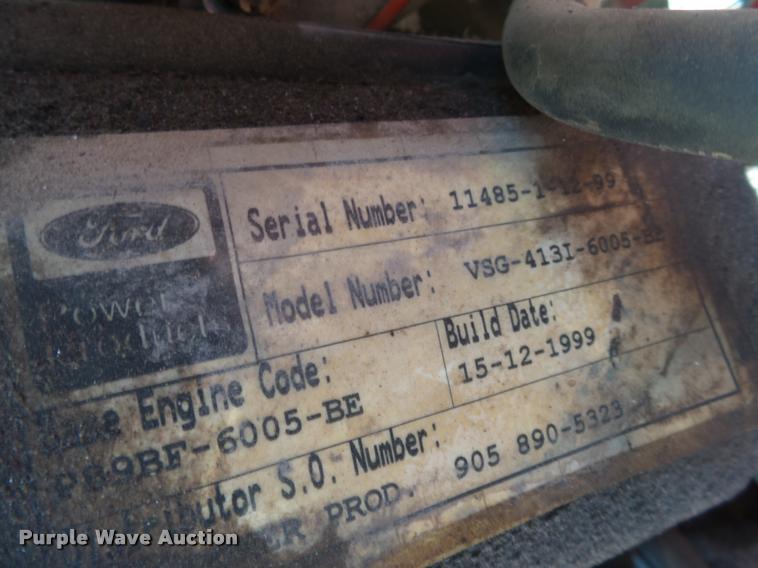 Ford
Power
Product
Serial Number: 11485-1-12-99
Model Number: VSG-413I-6005-BE
Engine Code:
6005-BE
Build Date:
15-12-1999
S.O. Number:
PROD. 905 890-5323
Purple Wave Auction